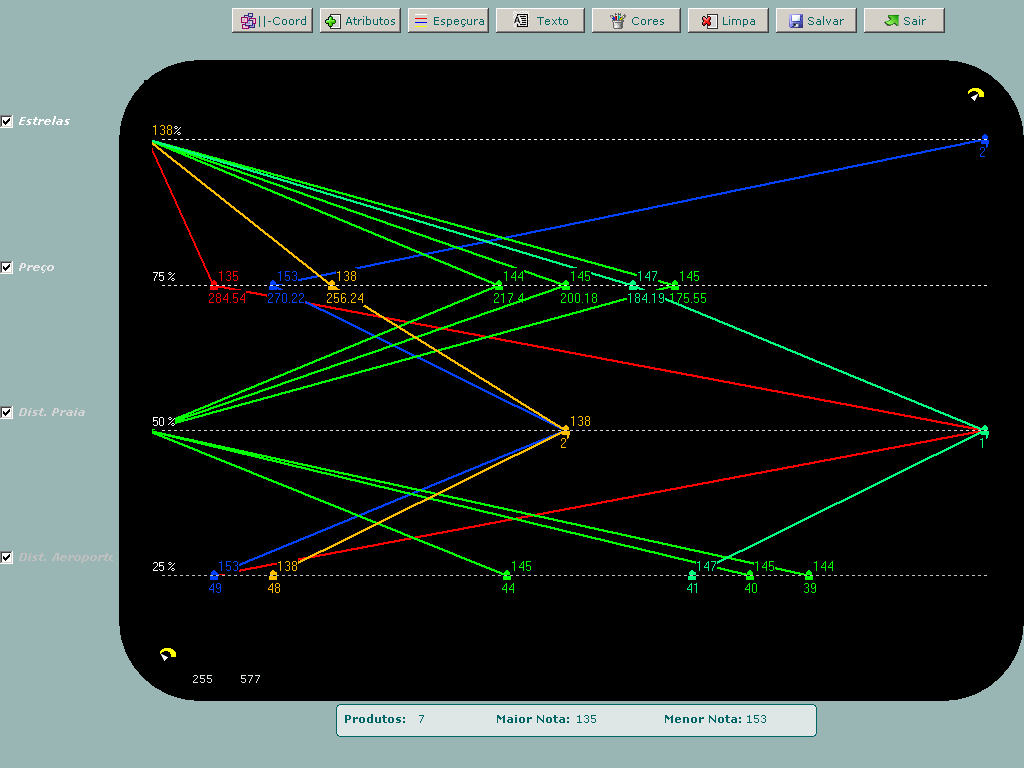 ||-Coord Atributos Espeçura Texto Cores Limpa Salvar Sair
Estrelas
138%
2
Preço
75 % 135 153 138 144 145 147 145
284.54 270.22 256.24 217.4 200.18 184.19 175.55
Dist. Praia
50 % 138
2 1
Dist. Aeroporto
25 % 153 138 145 147 145 144
49 48 44 41 40 39
255 577
Produtos: 7 Maior Nota: 135 Menor Nota: 153